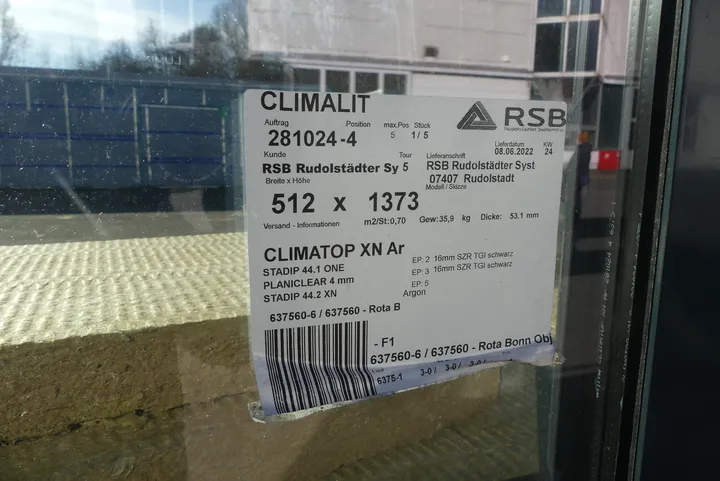 CLIMALIT
RSB
Rudolstädter Systembau
Auftrag Position max.Pos Stück
281024-4 5 1/5
Lieferdatum KW
08.06.2022 24
Kunde Tour Lieferanschrift
RSB Rudolstädter Sy 5 RSB Rudolstädter Syst
07407 Rudolstadt
Breite x Höhe Modell / Skizze
512 x 1373
m2/St:0,70 Gew:35,9 kg Dicke: 53.1 mm
Versand - Informationen
CLIMATOP XN Ar
STADIP 44.1 ONE EP: 2 16mm SZR TGI schwarz
PLANICLEAR 4 mm EP: 3 16mm SZR TGI schwarz
STADIP 44.2 XN EP: 5
Argon
637560-6 / 637560 - Rota B
- F1
637560-6 / 637560 - Rota Bonn Obj
6375-1 3-0 / 3-0 / 3-0 /